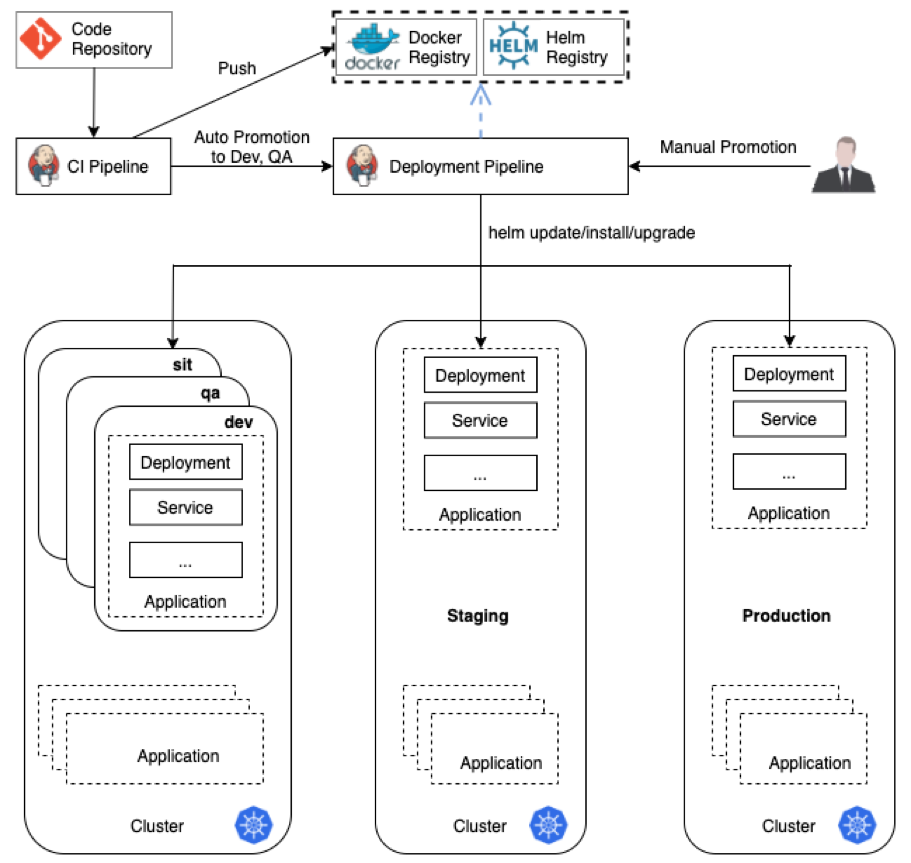 Code
Repository
docker
Docker
Registry
HELM
Helm
Registry
Push
CI Pipeline
Auto Promotion
to Dev, QA
Deployment Pipeline
Manual Promotion
helm update/install/upgrade
sit
qa
dev
Deployment
Service
...
Application
Application
Cluster
Deployment
Service
...
Application
Staging
Application
Cluster
Deployment
Service
...
Application
Production
Application
Cluster